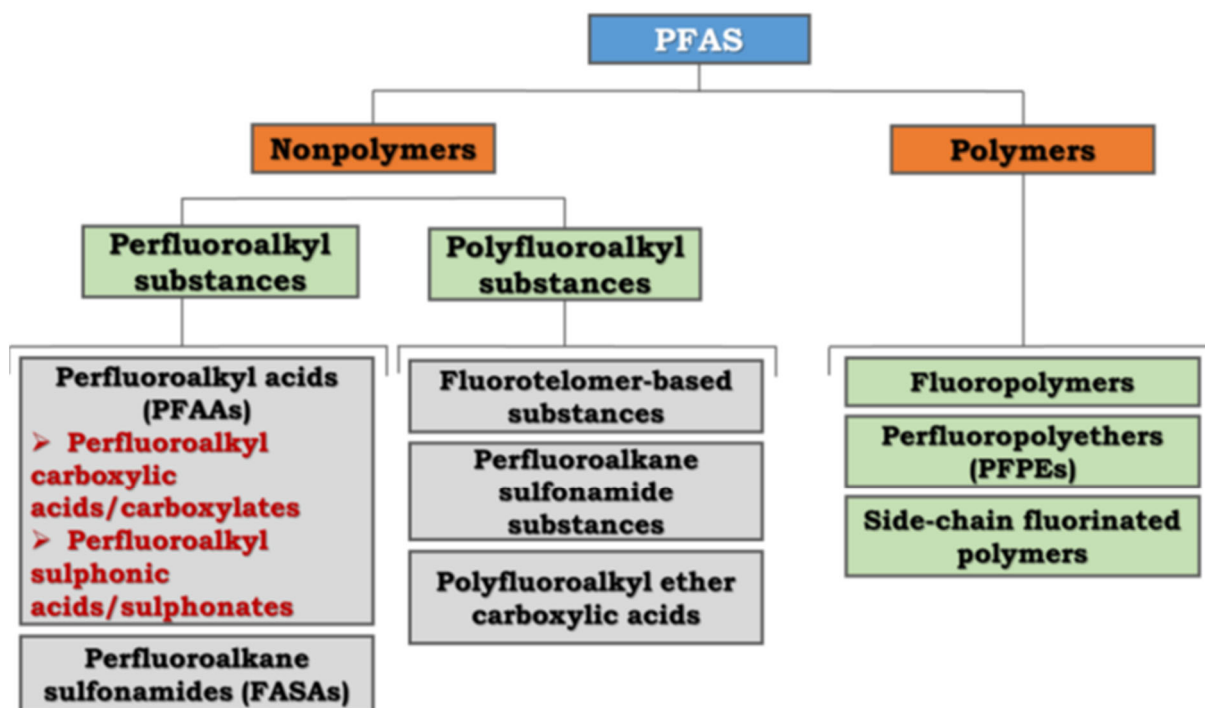 PFAS
Nonpolymers
Polymers
Perfluoroalkyl
substances
Polyfluoroalkyl
substances
Perfluoroalkyl acids
(PFAAs)
➢ Perfluoroalkyl
carboxylic
acids/carboxylates
➢ Perfluoroalkyl
sulphonic
acids/sulphonates
Perfluoroalkane
sulfonamides (FASAs)
Fluorotelomer-based
substances
Perfluoroalkane
sulfonamide
substances
Polyfluoroalkyl ether
carboxylic acids
Fluoropolymers
Perfluoropolyethers
(PFPEs)
Side-chain fluorinated
polymers